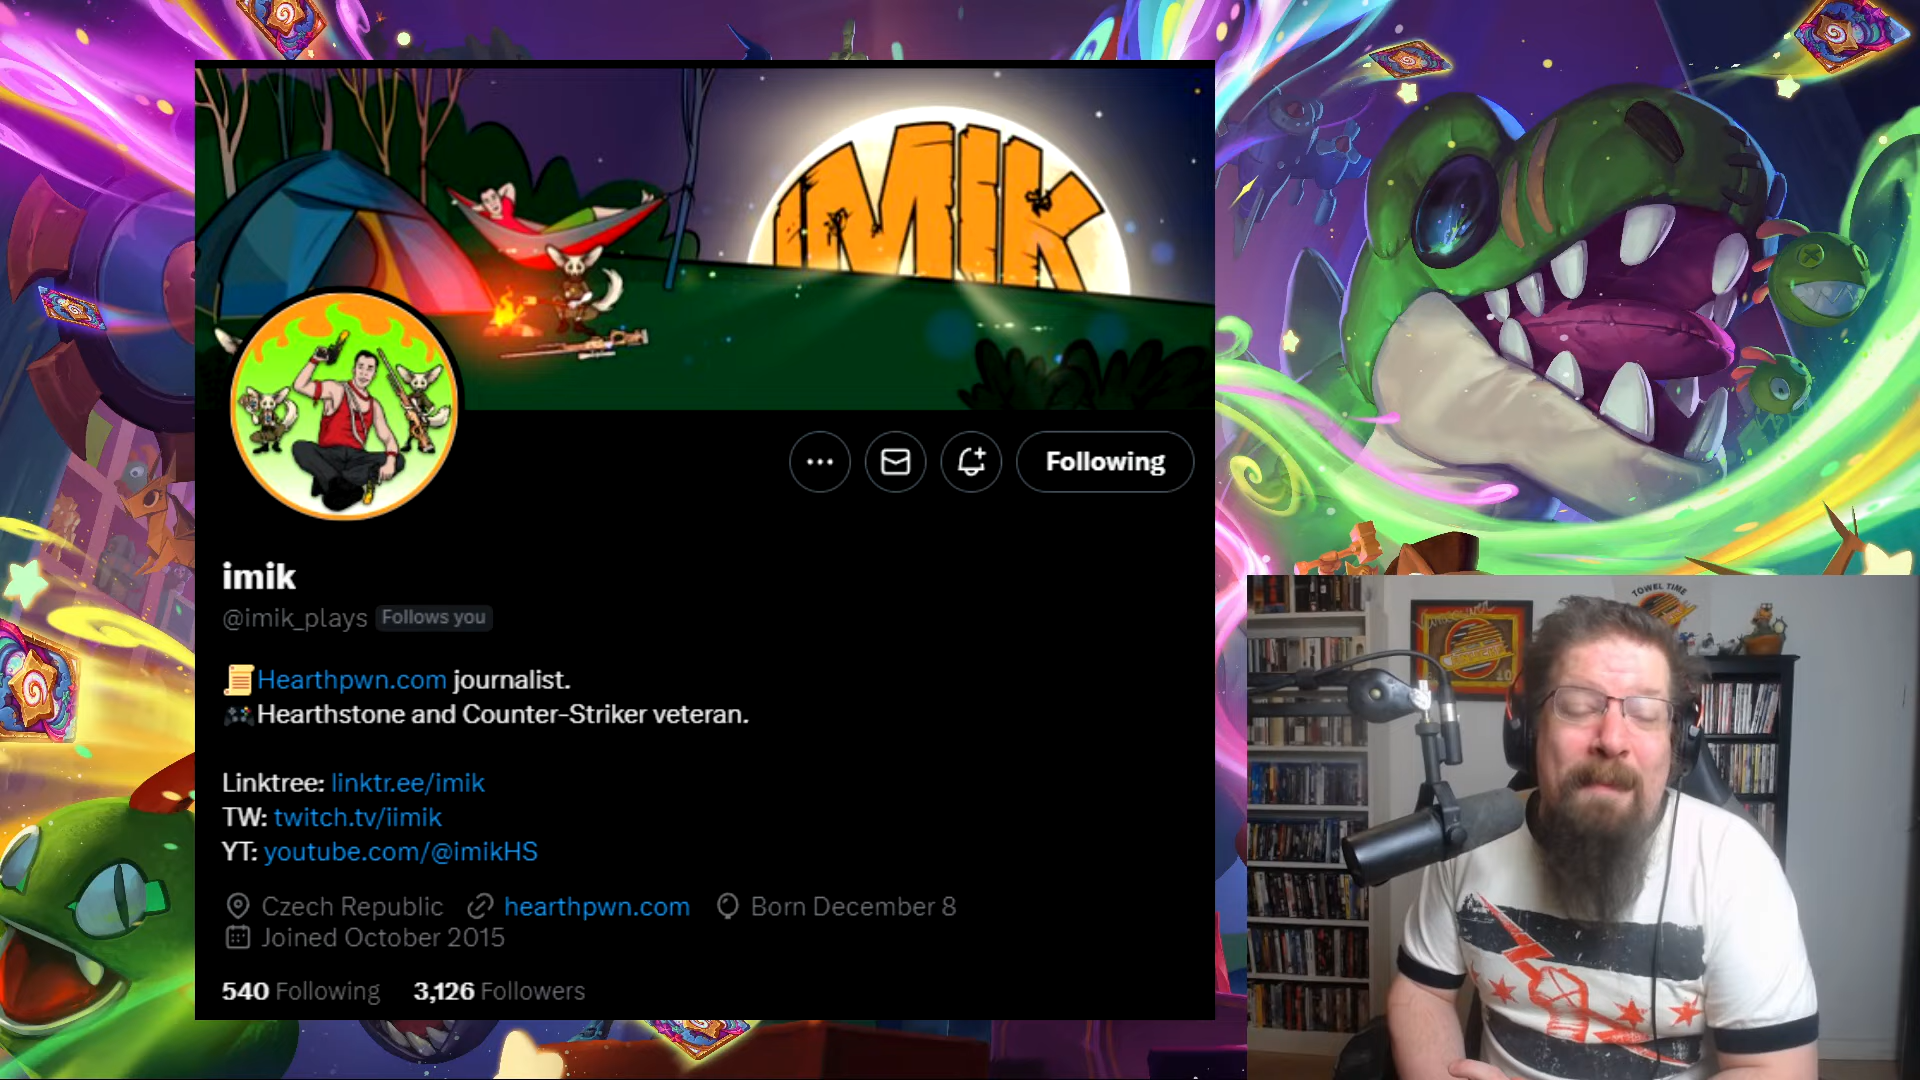 IMIK
Following
imik
@imik_plays Follows you
Hearthpwn.com journalist.
Hearthstone and Counter-Striker veteran.
Linktree: linktr.ee/imik
TW: twitch.tv/iimik
YT: youtube.com/@imikHS
Czech Republic hearthpwn.com Born December 8
Joined October 2015
540 Following 3,126 Followers
TOWEL TIME